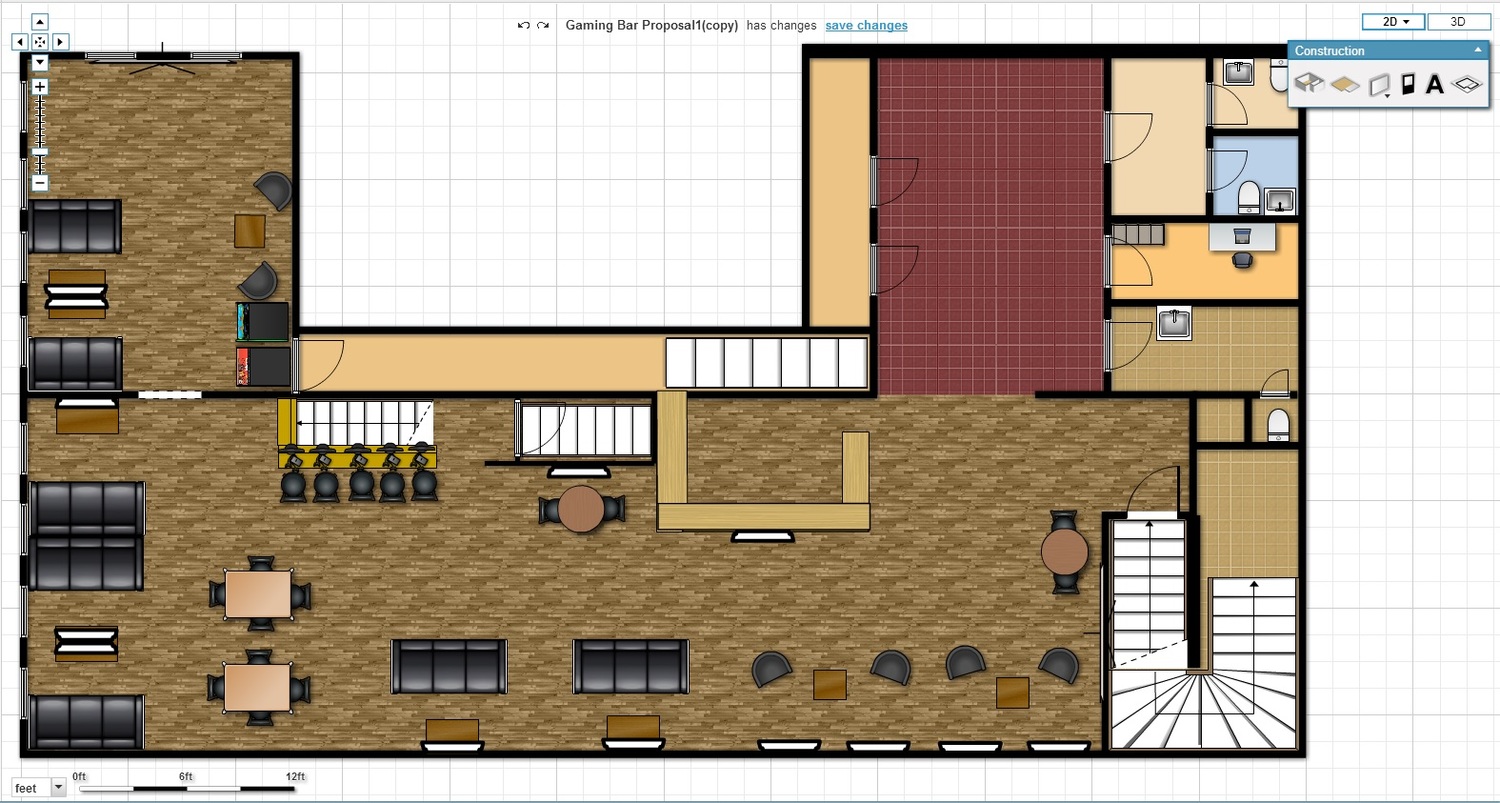 Gaming Bar Proposal1(copy) has changes save changes
2D 3D
Construction
A
feet 0ft 6ft 12ft